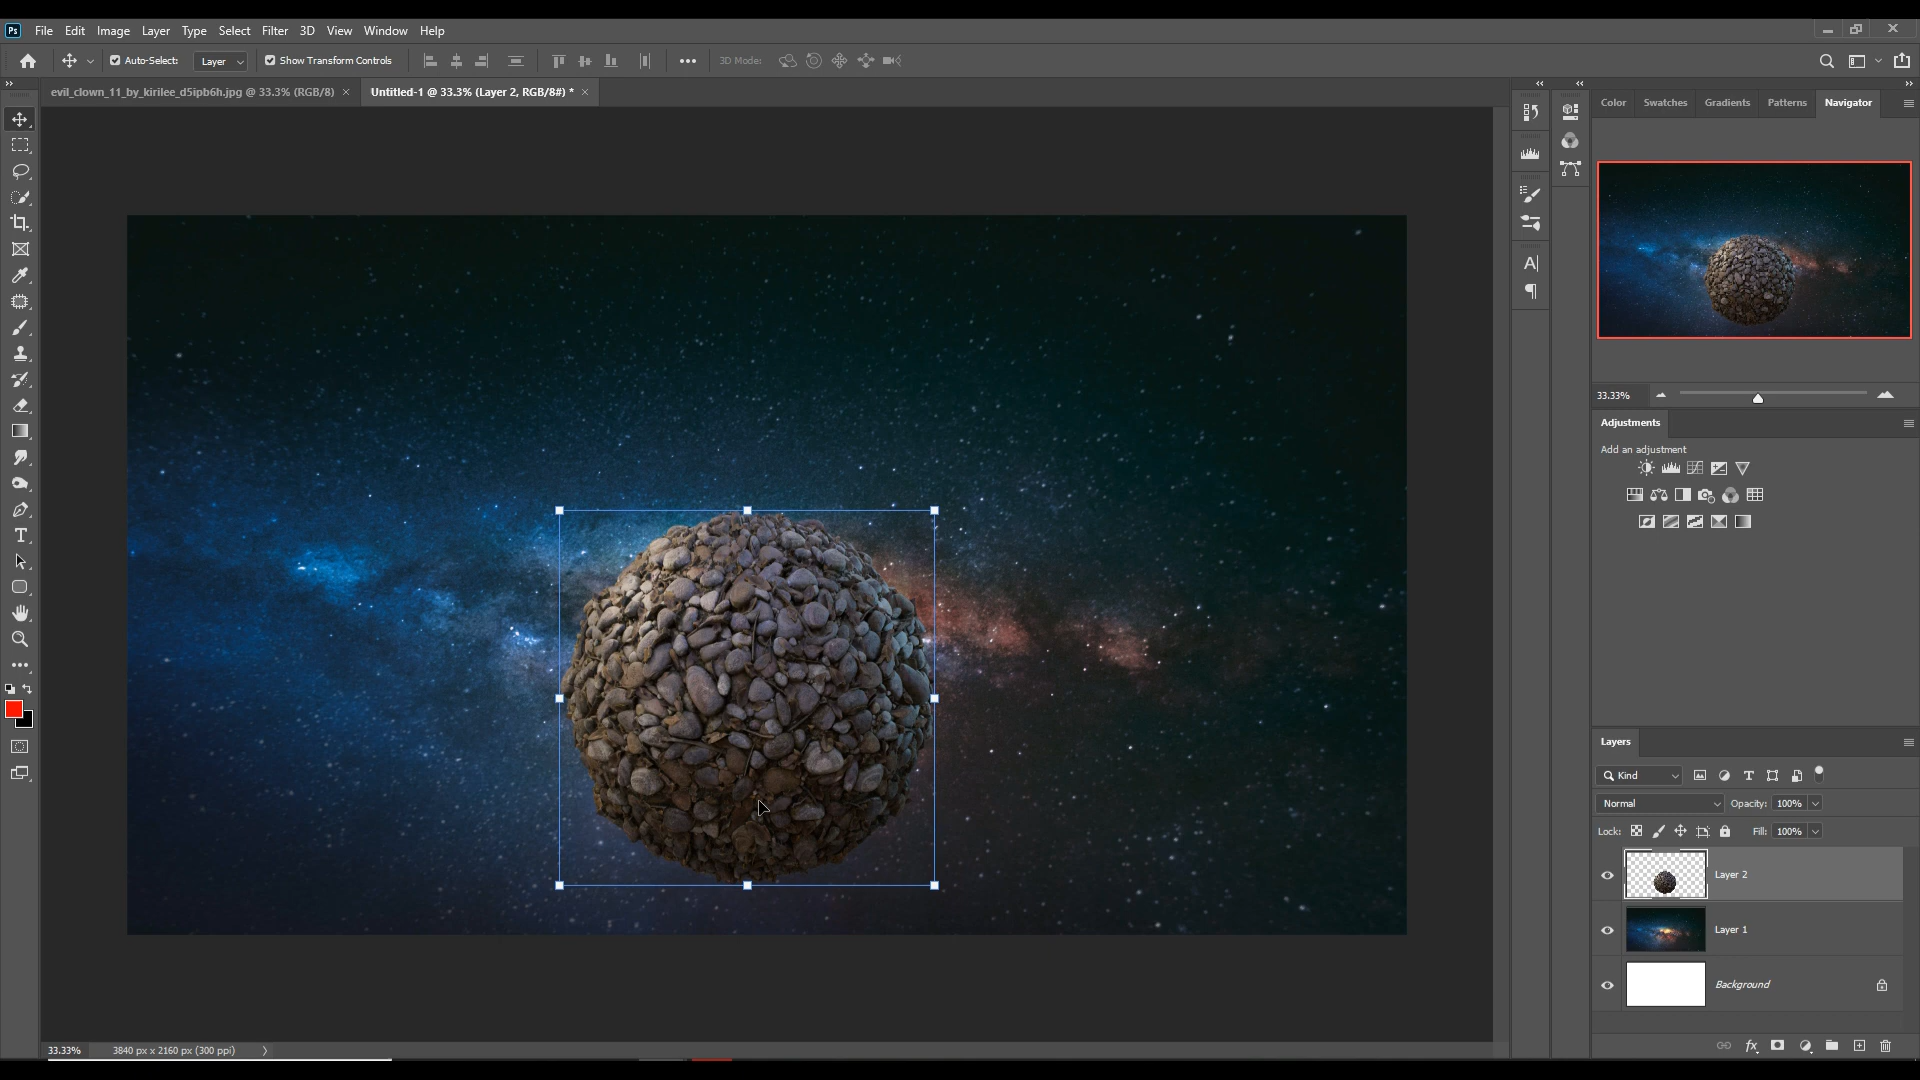 Ps File Edit Image Layer Type Select Filter 3D View Window Help
Auto-Select: Layer Show Transform Controls 3D Mode:
evil_clown_11_by_kirilee_d5ipb6h.jpg @ 33.3% (RGB/8) Untitled-1 @ 33.3% (Layer 2, RGB/8#) *
Color Swatches Gradients Patterns Navigator
33.33%
Adjustments
Add an adjustment
Layers
Kind
Normal Opacity: 100%
Lock: Fill: 100%
Layer 2
Layer 1
Background
33.33% 3840 px x 2160 px (300 ppi)